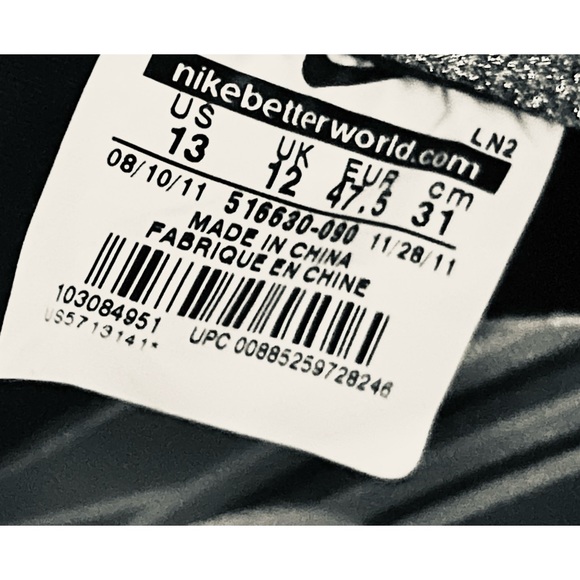 nikebetterworld.com
LN2
US UK EUR cm
13 12 47.5 31
08/10/11 516630-090 11/28/11
MADE IN CHINA
FABRIQUE EN CHINE
103084951 UPC 00885259728246
US5713141*